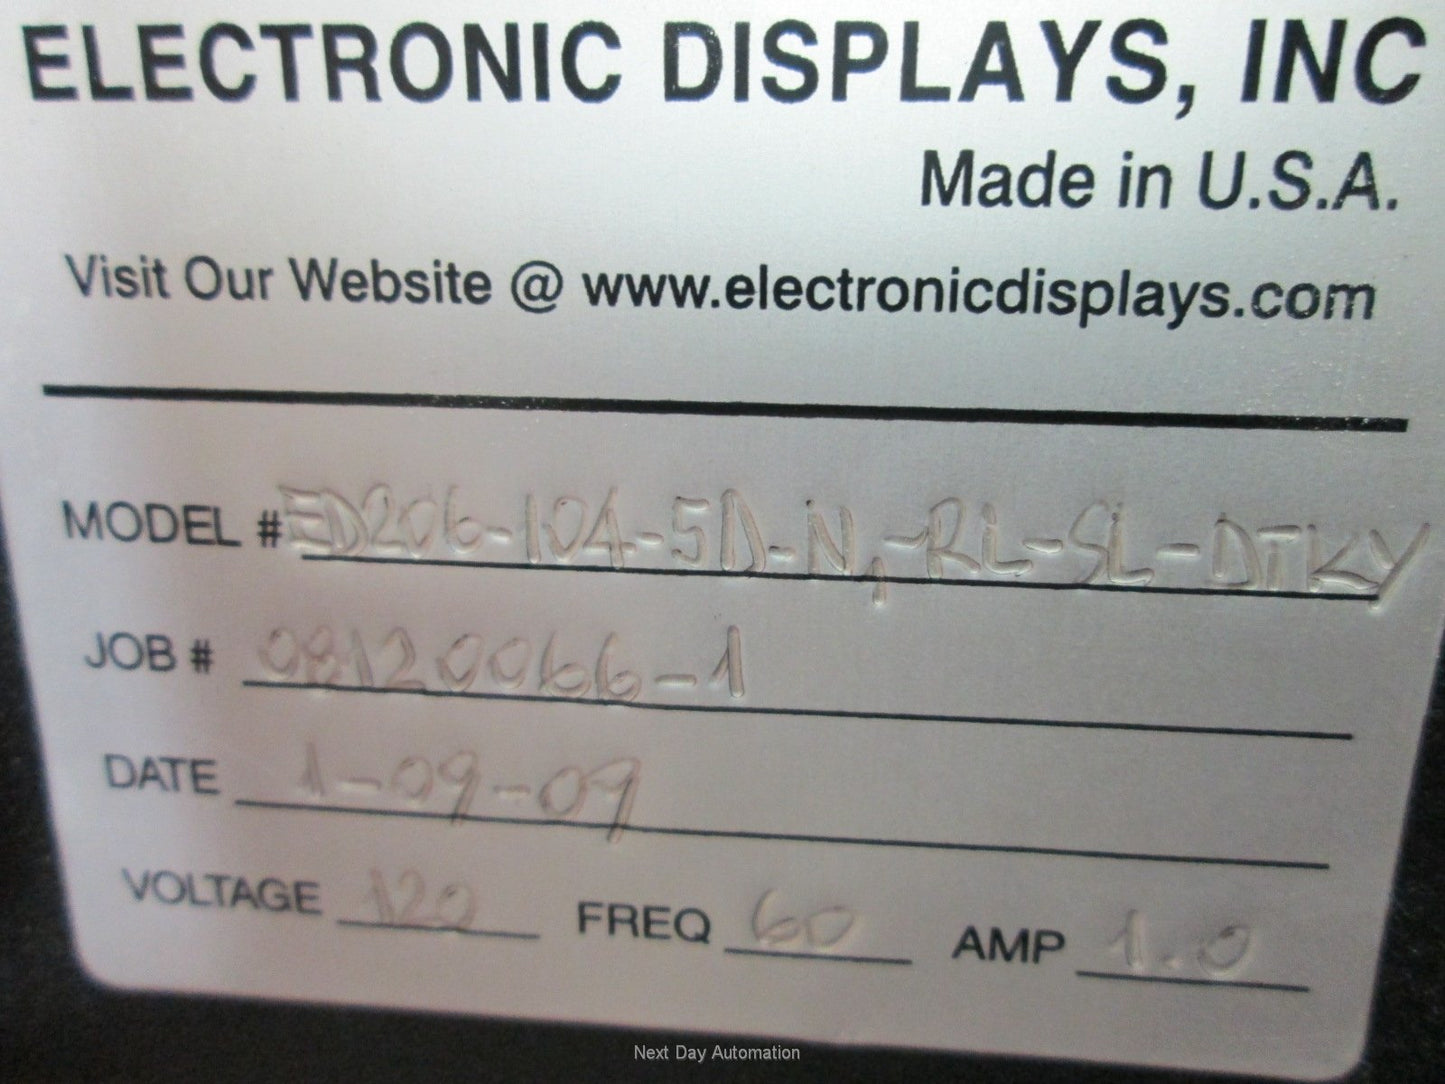 ELECTRONIC DISPLAYS, INC
Made in U.S.A.
Visit Our Website @ www.electronicdisplays.com
MODEL # ED206-104-5D-N1-RL-SL-DTKY
JOB # 08120066-1
DATE 1-09-09
VOLTAGE 120 FREQ 60 AMP 1.0
Next Day Automation